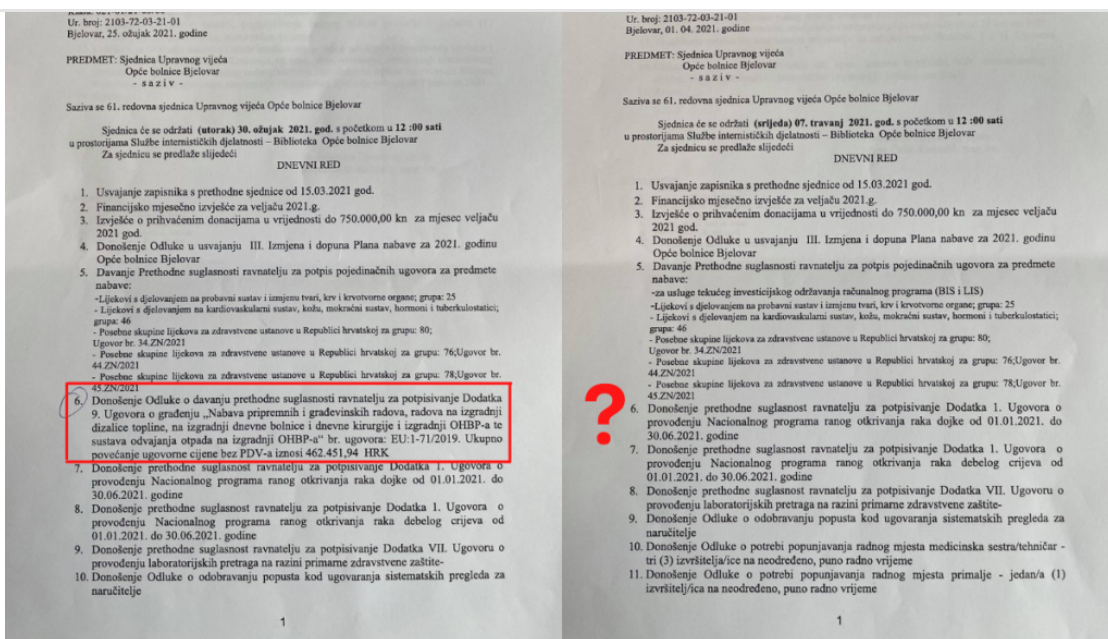 Ur. broj: 2103-72-03-21-01
Bjelovar, 25. ožujak 2021. godine
PREDMET: Sjednica Upravnog vijeća
Opće bolnice Bjelovar
- s a z i v -
Saziva se 61. redovna sjednica Upravnog vijeća Opće bolnice Bjelovar
Sjednica će se održati (utorak) 30. ožujak 2021. god. s početkom u 12 :00 sati
u prostorijama Službe internističkih djelatnosti – Biblioteka Opće bolnice Bjelovar
Za sjednicu se predlaže slijedeći
DNEVNI RED
1. Usvajanje zapisnika s prethodne sjednice od 15.03.2021 god.
2. Financijsko mjesečno izvješće za veljaču 2021.g.
3. Izvješće o prihvaćenim donacijama u vrijednosti do 750.000,00 kn za mjesec veljaču
2021 god.
4. Donošenje Odluke u usvajanju III. Izmjena i dopuna Plana nabave za 2021. godinu
Opće bolnice Bjelovar
5. Davanje Prethodne suglasnosti ravnatelju za potpis pojedinačnih ugovora za predmete
nabave:
-Lijekovi s djelovanjem na probavni sustav i izmjenu tvari, krv i krvotvorne organe; grupa: 25
- Lijekovi s djelovanjem na kardiovaskularni sustav, kožu, mokraćni sustav, hormoni i tuberkulostatici;
grupa: 46
- Posebne skupine lijekova za zdravstvene ustanove u Republici hrvatskoj za grupu: 80;
Ugovor br. 34.ZN/2021
- Posebne skupine lijekova za zdravstvene ustanove u Republici hrvatskoj za grupu: 76;Ugovor br.
44.ZN/2021
- Posebne skupine lijekova za zdravstvene ustanove u Republici hrvatskoj za grupu: 78;Ugovor br.
45.ZN/2021
6. Donošenje Odluke o davanju prethodne suglasnosti ravnatelju za potpisivanje Dodatka
9. Ugovora o građenju „Nabava pripremnih i građevinskih radova, radova na izgradnji
dizalice topline, na izgradnji dnevne bolnice i dnevne kirurgije i izgradnji OHBP-a te
sustava odvajanja otpada na izgradnji OHBP-a“ br. ugovora: EU:1-71/2019. Ukupno
povećanje ugovorne cijene bez PDV-a iznosi 462.451,94 HRK
7. Donošenje prethodne suglasnost ravnatelju za potpisivanje Dodatka 1. Ugovora o
provođenju Nacionalnog programa ranog otkrivanja raka dojke od 01.01.2021. do
30.06.2021. godine
8. Donošenje prethodne suglasnost ravnatelju za potpisivanje Dodatka 1. Ugovora o
provođenju Nacionalnog programa ranog otkrivanja raka debelog crijeva od
01.01.2021. do 30.06.2021. godine
9. Donošenje prethodne suglasnost ravnatelju za potpisivanje Dodatka VII. Ugovoru o
provođenju laboratorijskih pretraga na razini primarne zdravstvene zaštite-
10. Donošenje Odluke o odobravanju popusta kod ugovaranja sistematskih pregleda za
naručitelje
1
Ur. broj: 2103-72-03-21-01
Bjelovar, 01. 04. 2021. godine
PREDMET: Sjednica Upravnog vijeća
Opće bolnice Bjelovar
- s a z i v -
Saziva se 61. redovna sjednica Upravnog vijeća Opće bolnice Bjelovar
Sjednica će se održati (srijeda) 07. travanj 2021. god. s početkom u 12 :00 sati
u prostorijama Službe internističkih djelatnosti – Biblioteka Opće bolnice Bjelovar
Za sjednicu se predlaže slijedeći
DNEVNI RED
1. Usvajanje zapisnika s prethodne sjednice od 15.03.2021 god.
2. Financijsko mjesečno izvješće za veljaču 2021.g.
3. Izvješće o prihvaćenim donacijama u vrijednosti do 750.000,00 kn za mjesec veljaču
2021 god.
4. Donošenje Odluke u usvajanju III. Izmjena i dopuna Plana nabave za 2021. godinu
Opće bolnice Bjelovar
5. Davanje Prethodne suglasnosti ravnatelju za potpis pojedinačnih ugovora za predmete
nabave:
-za usluge tekućeg investicijskog održavanja računalnog programa (BIS i LIS)
-Lijekovi s djelovanjem na probavni sustav i izmjenu tvari, krv i krvotvorne organe; grupa: 25
- Lijekovi s djelovanjem na kardiovaskularni sustav, kožu, mokraćni sustav, hormoni i tuberkulostatici;
grupa: 46
- Posebne skupine lijekova za zdravstvene ustanove u Republici hrvatskoj za grupu: 80;
Ugovor br. 34.ZN/2021
- Posebne skupine lijekova za zdravstvene ustanove u Republici hrvatskoj za grupu: 76;Ugovor br.
44.ZN/2021
- Posebne skupine lijekova za zdravstvene ustanove u Republici hrvatskoj za grupu: 78;Ugovor br.
45.ZN/2021
?
6. Donošenje prethodne suglasnost ravnatelju za potpisivanje Dodatka 1. Ugovora o
provođenju Nacionalnog programa ranog otkrivanja raka dojke od 01.01.2021. do
30.06.2021. godine
7. Donošenje prethodne suglasnost ravnatelju za potpisivanje Dodatka 1. Ugovora o
provođenju Nacionalnog programa ranog otkrivanja raka debelog crijeva od
01.01.2021. do 30.06.2021. godine
8. Donošenje prethodne suglasnost ravnatelju za potpisivanje Dodatka VII. Ugovoru o
provođenju laboratorijskih pretraga na razini primarne zdravstvene zaštite-
9. Donošenje Odluke o odobravanju popusta kod ugovaranja sistematskih pregleda za
naručitelje
10. Donošenje Odluke o potrebi popunjavanja radnog mjesta medicinska sestra/tehničar -
tri (3) izvršitelja/ice na neodređeno, puno radno vrijeme
11. Donošenje Odluke o potrebi popunjavanja radnog mjesta primalje - jedan/a (1)
izvršitelj/ica na neodređeno, puno radno vrijeme
1